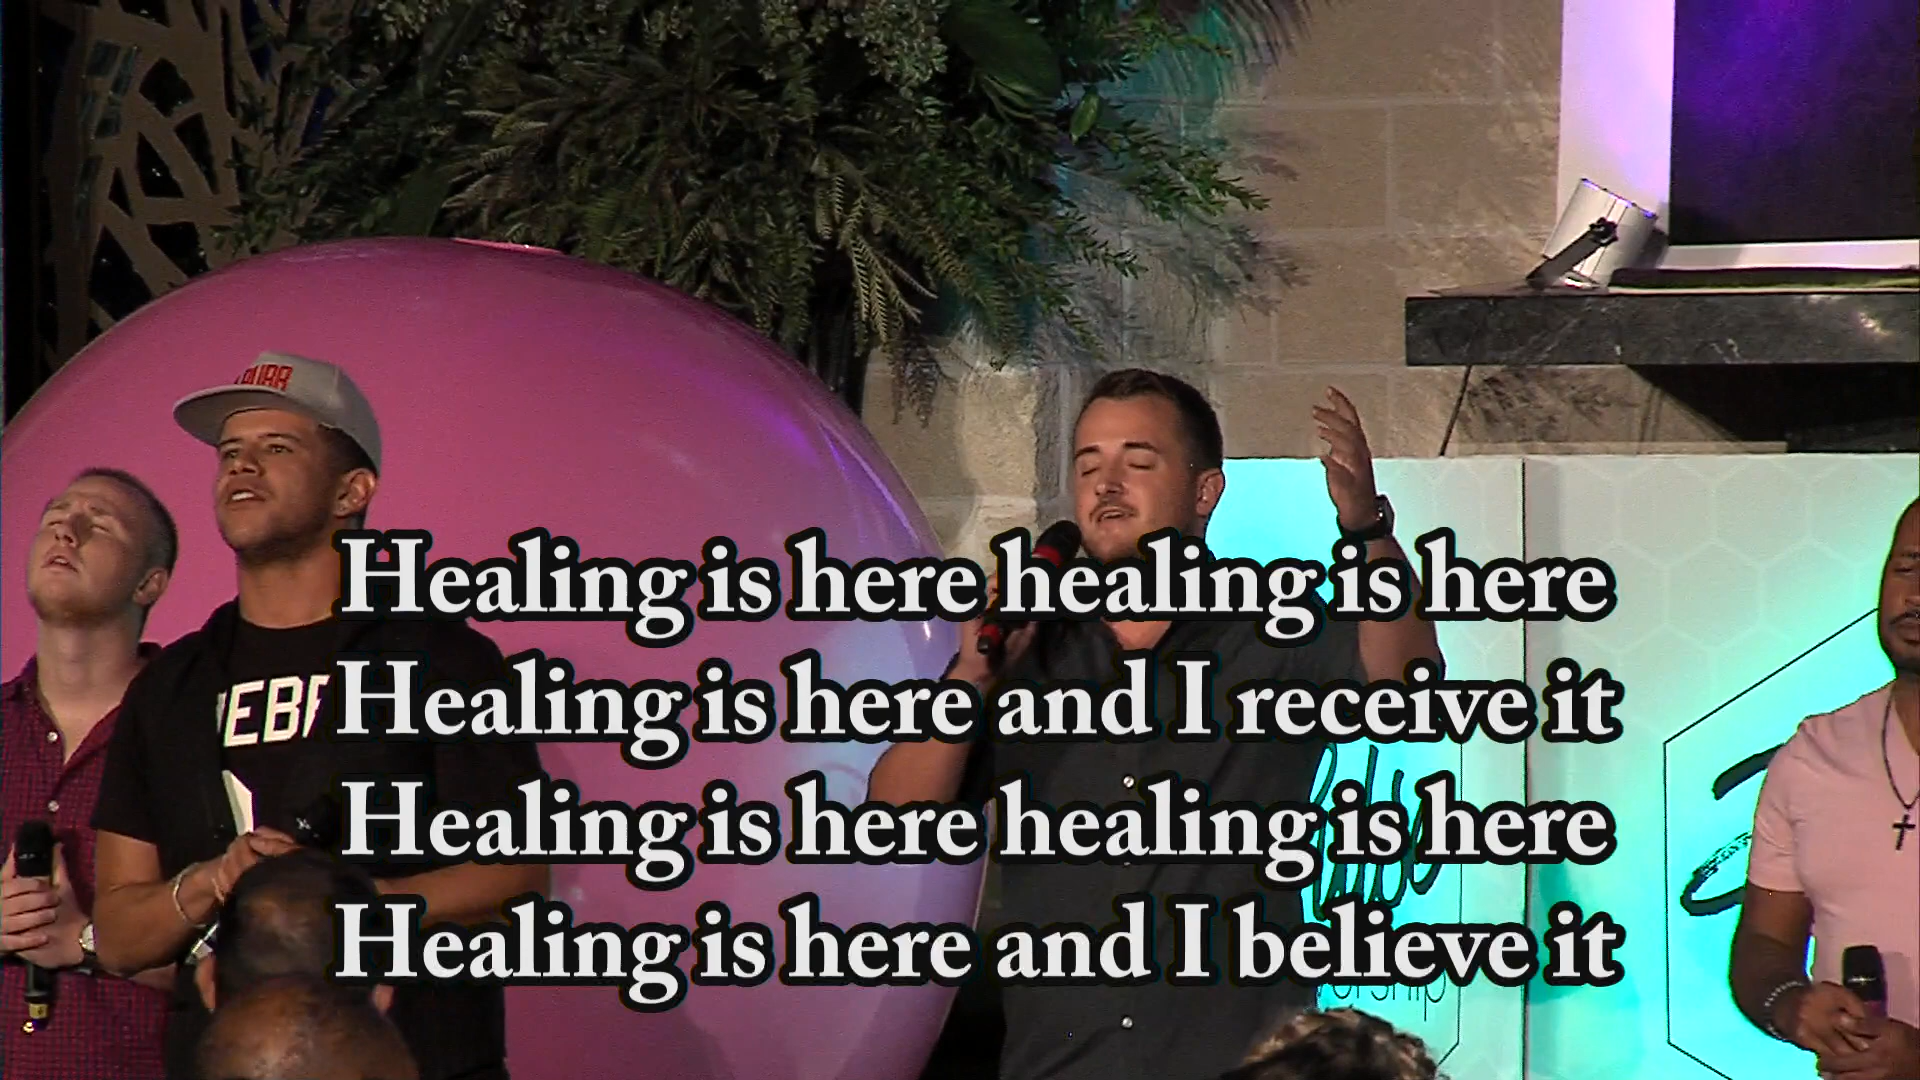 Healing is here healing is here
Healing is here and I receive it
Healing is here healing is here
Healing is here and I believe it